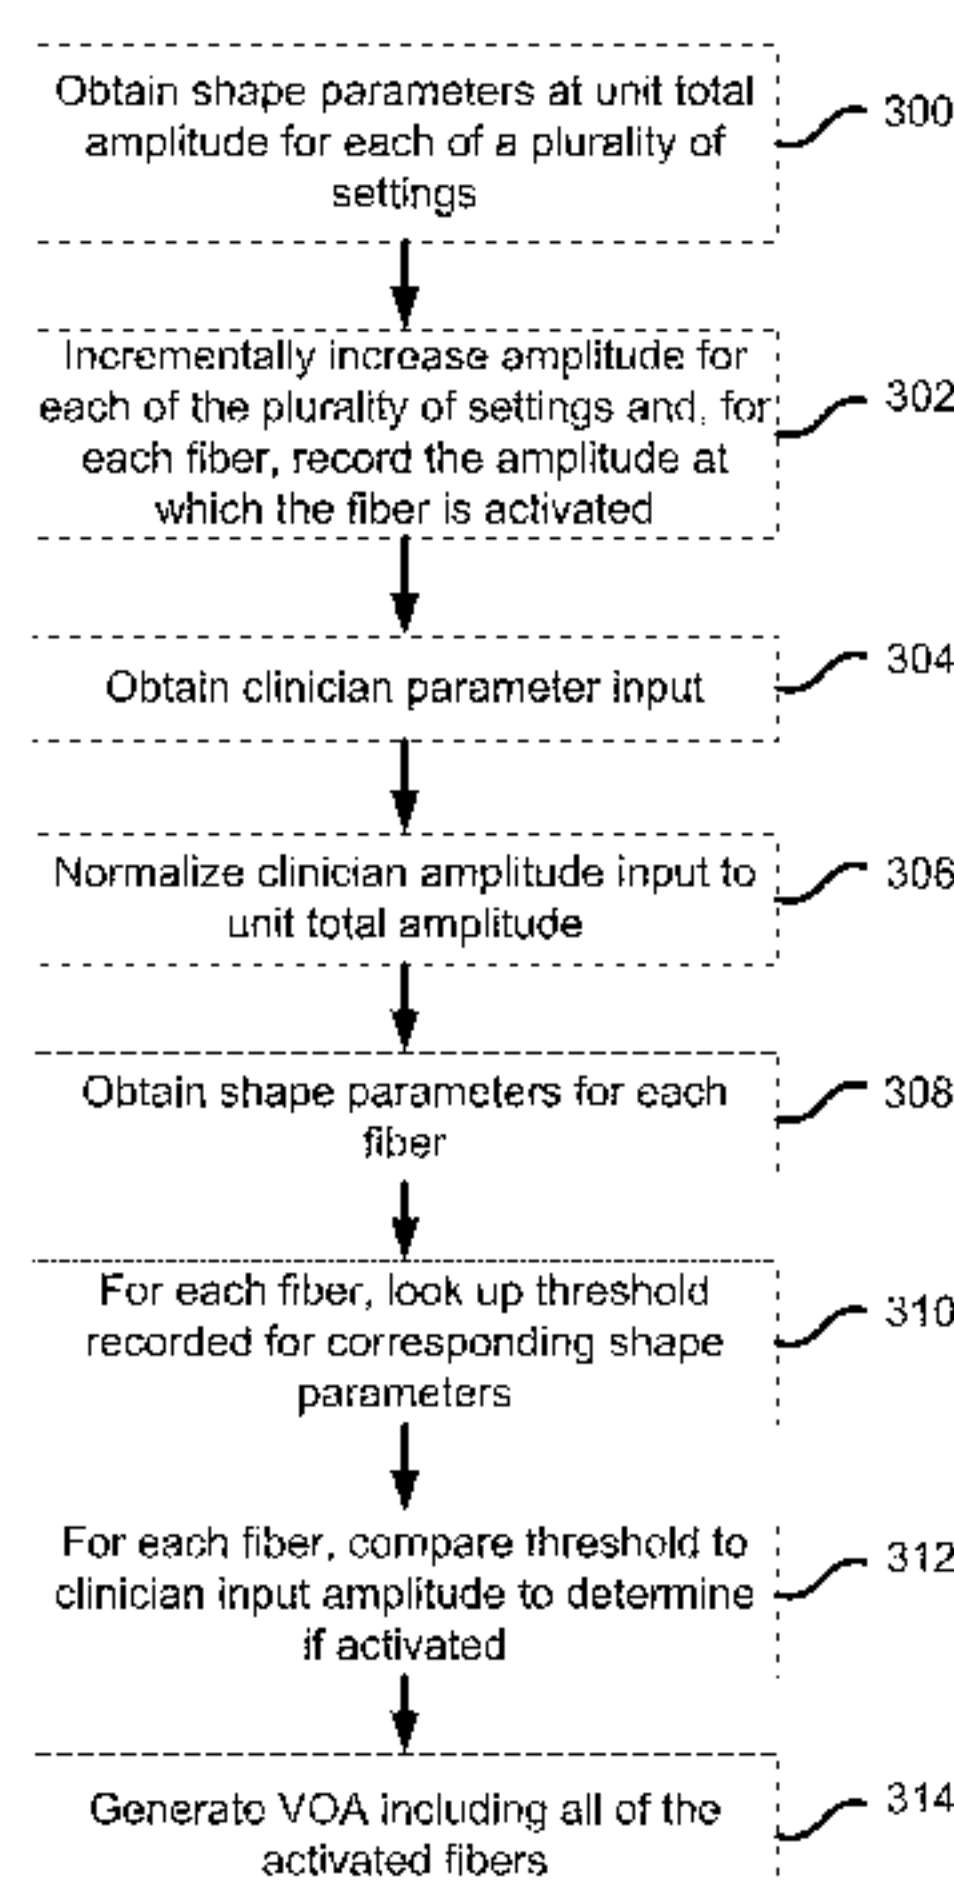 Obtain shape parameters at unit total
amplitude for each of a plurality of
settings
300
Incrementally increase amplitude for
each of the plurality of settings and, for
each fiber, record the amplitude at
which the fiber is activated
302
Obtain clinician parameter input
304
Normalize clinician amplitude input to
unit total amplitude
306
Obtain shape parameters for each
fiber
308
For each fiber, look up threshold
recorded for corresponding shape
parameters
310
For each fiber, compare threshold to
clinician input amplitude to determine
if activated
312
Generate VOA including all of the
activated fibers
314